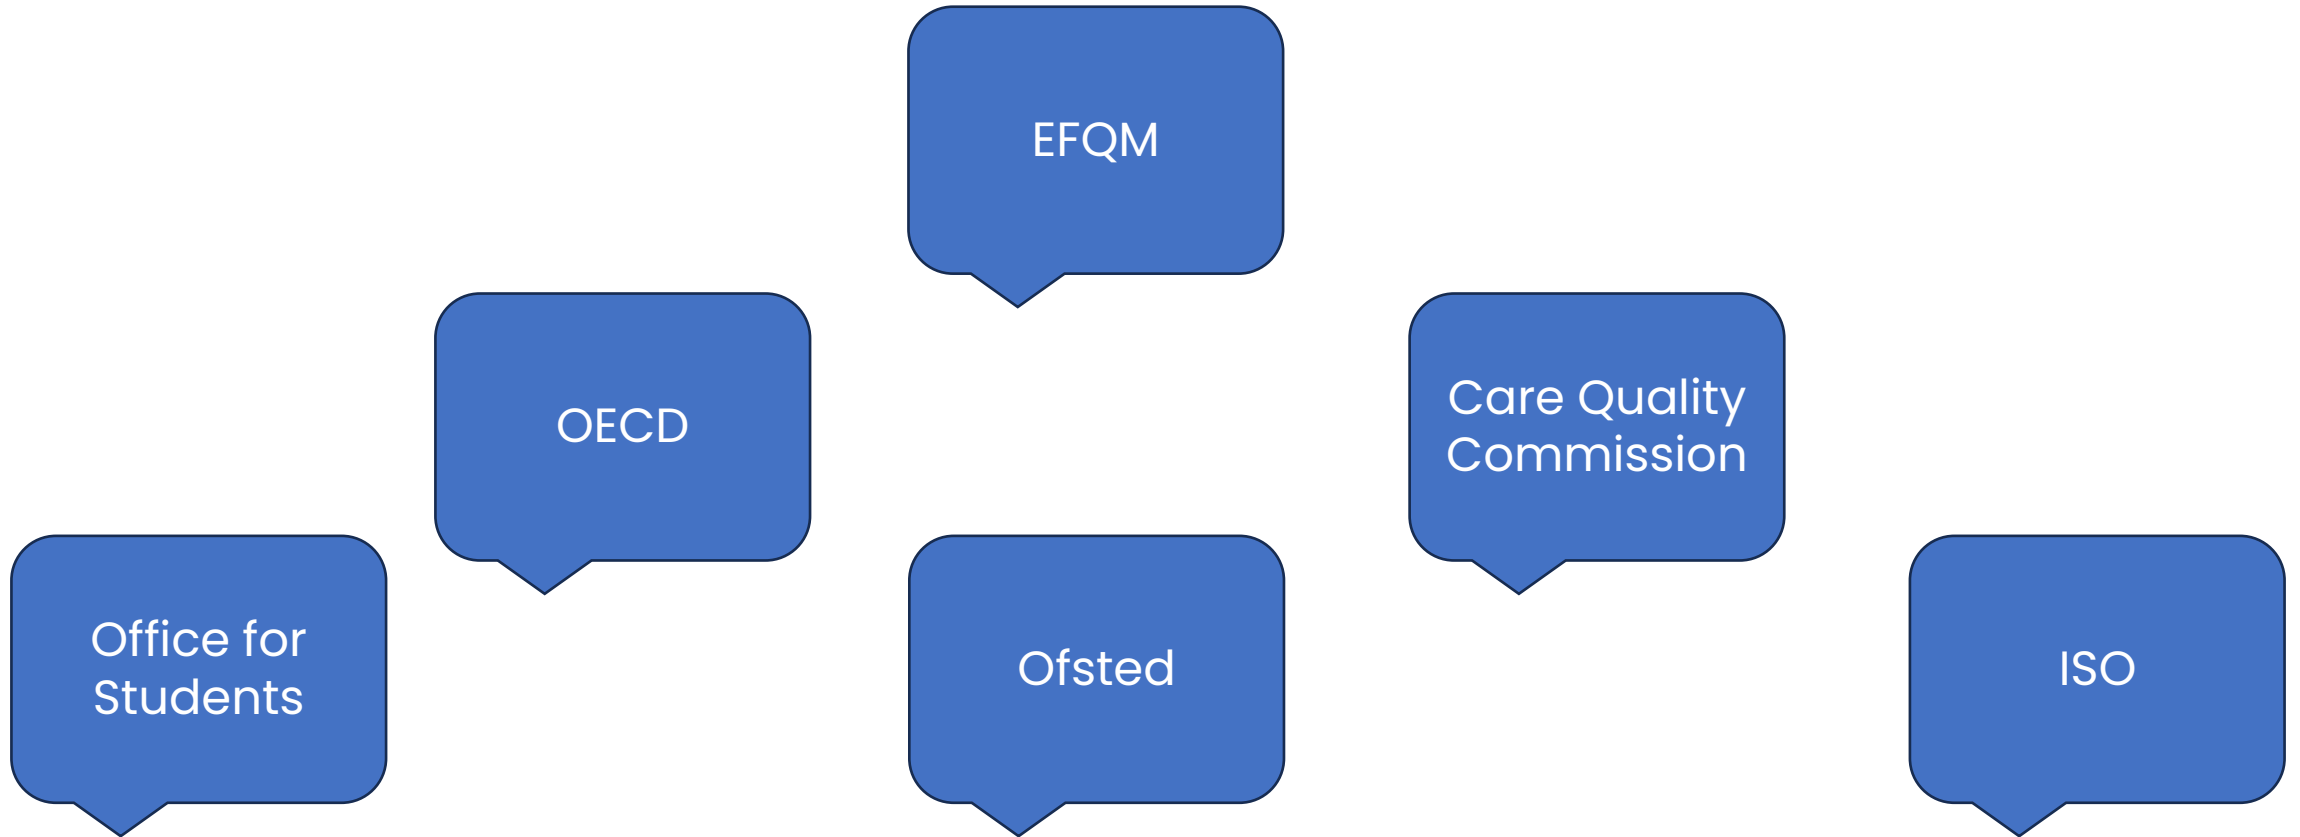 EFQM
OECD
Care Quality
Commission
Office for
Students
Ofsted
ISO